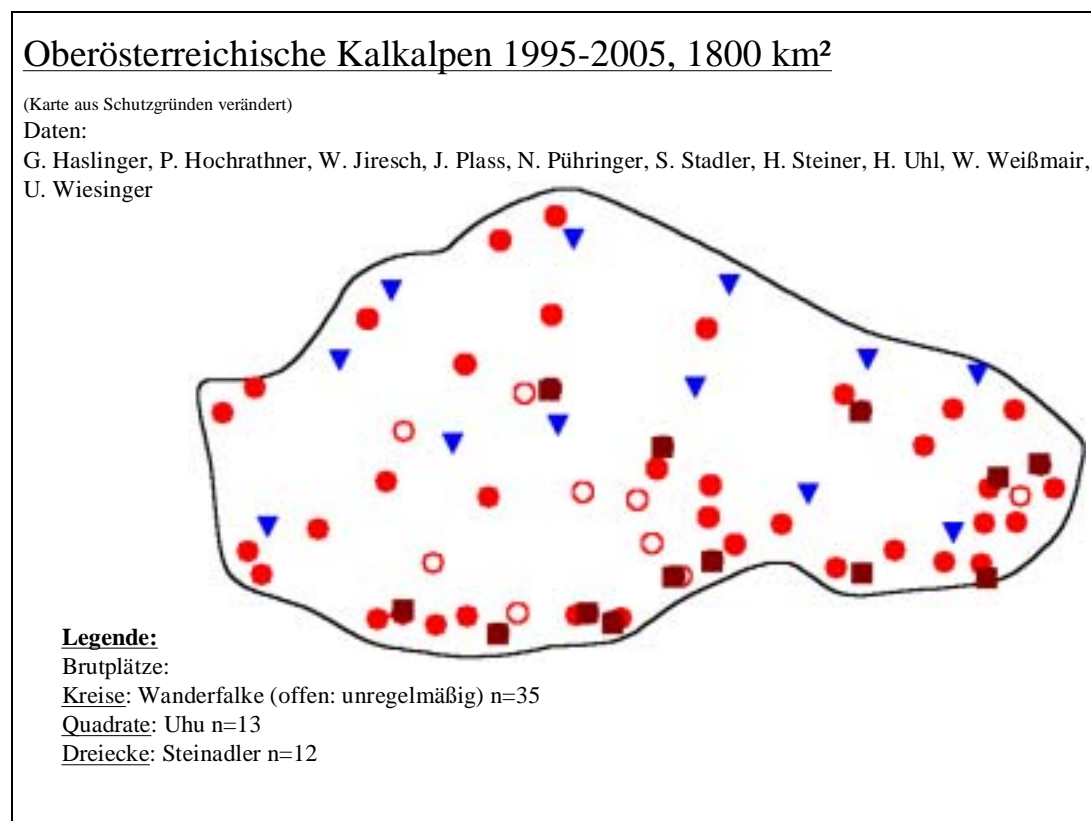 Oberösterreichische Kalkalpen 1995-2005, 1800 km²
(Karte aus Schutzgründen verändert)
Daten:
G. Haslinger, P. Hochrathner, W. Jiresch, J. Plass, N. Pühringer, S. Stadler, H. Steiner, H. Uhl, W. Weißmair,
U. Wiesinger
Legende:
Brutplätze:
Kreise: Wanderfalke (offen: unregelmäßig) n=35
Quadrate: Uhu n=13
Dreiecke: Steinadler n=12